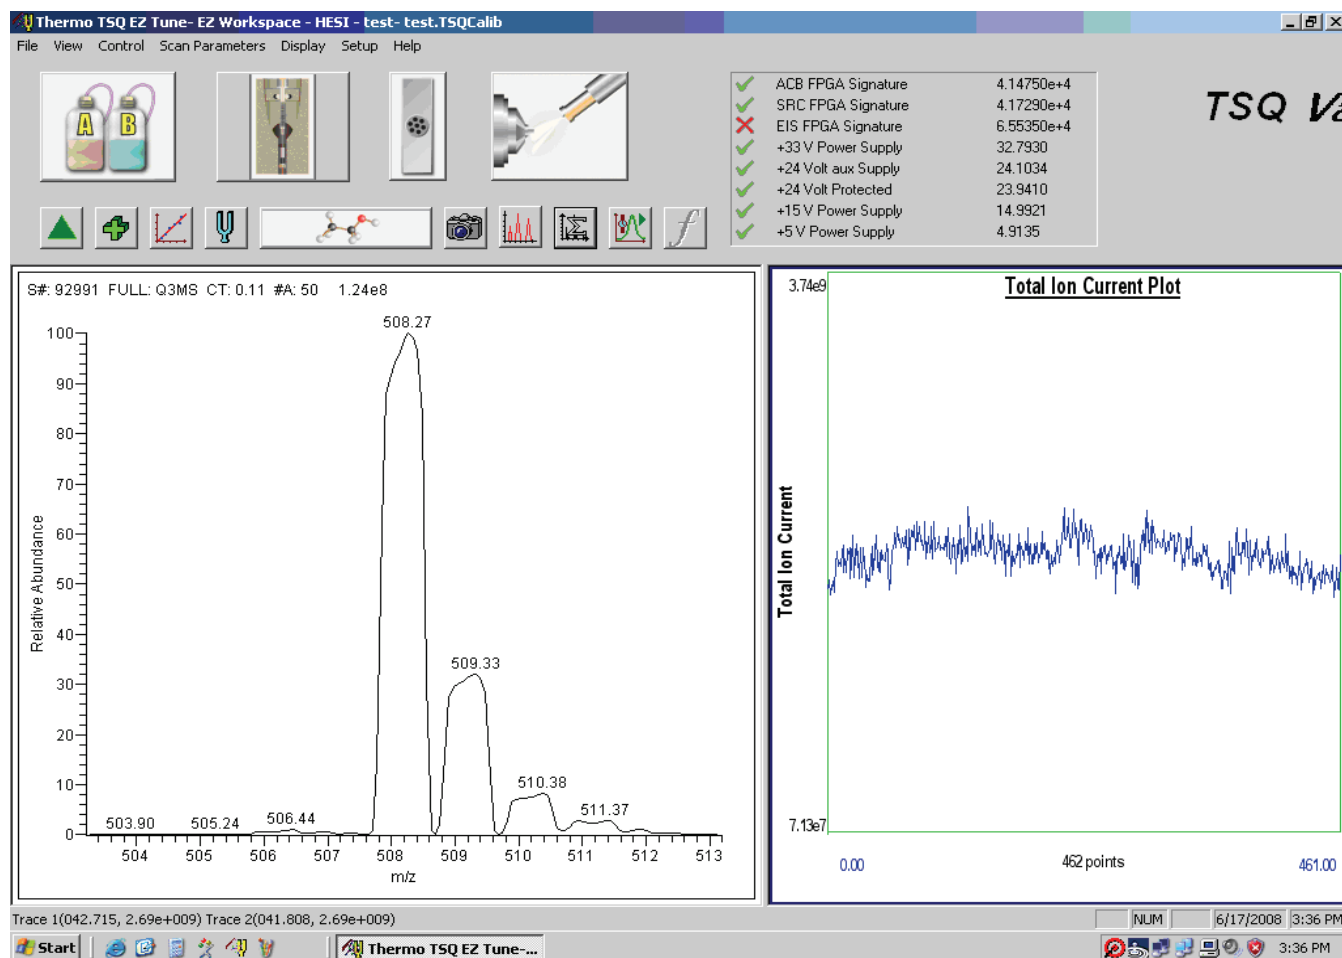 Thermo TSQ EZ Tune- EZ Workspace - HESI - test- test.TSQCalib
File View Control Scan Parameters Display Setup Help
A B
ACB FPGA Signature 4.14750e+4
SRC FPGA Signature 4.17290e+4
EIS FPGA Signature 6.55350e+4
+33 V Power Supply 32.7930
+24 Volt aux Supply 24.1034
+24 Volt Protected 23.9410
+15 V Power Supply 14.9921
+5 V Power Supply 4.9135
TSQ
S#: 92991 FULL: Q3MS CT: 0.11 #A: 50 1.24e8
508.27
100
90
80
70
60
50
40
30
20
10
0
Relative Abundance
509.33
510.38
511.37
503.90 505.24 506.44
504 505 506 507 508 509 510 511 512 513
m/z
Total Ion Current Plot
3.74e9
Total Ion Current
7.13e7
0.00 462 points 461.00
Trace 1(042.715, 2.69e+009) Trace 2(041.808, 2.69e+009)
NUM 6/17/2008 3:36 PM
Start Thermo TSQ EZ Tune-... 3:36 PM